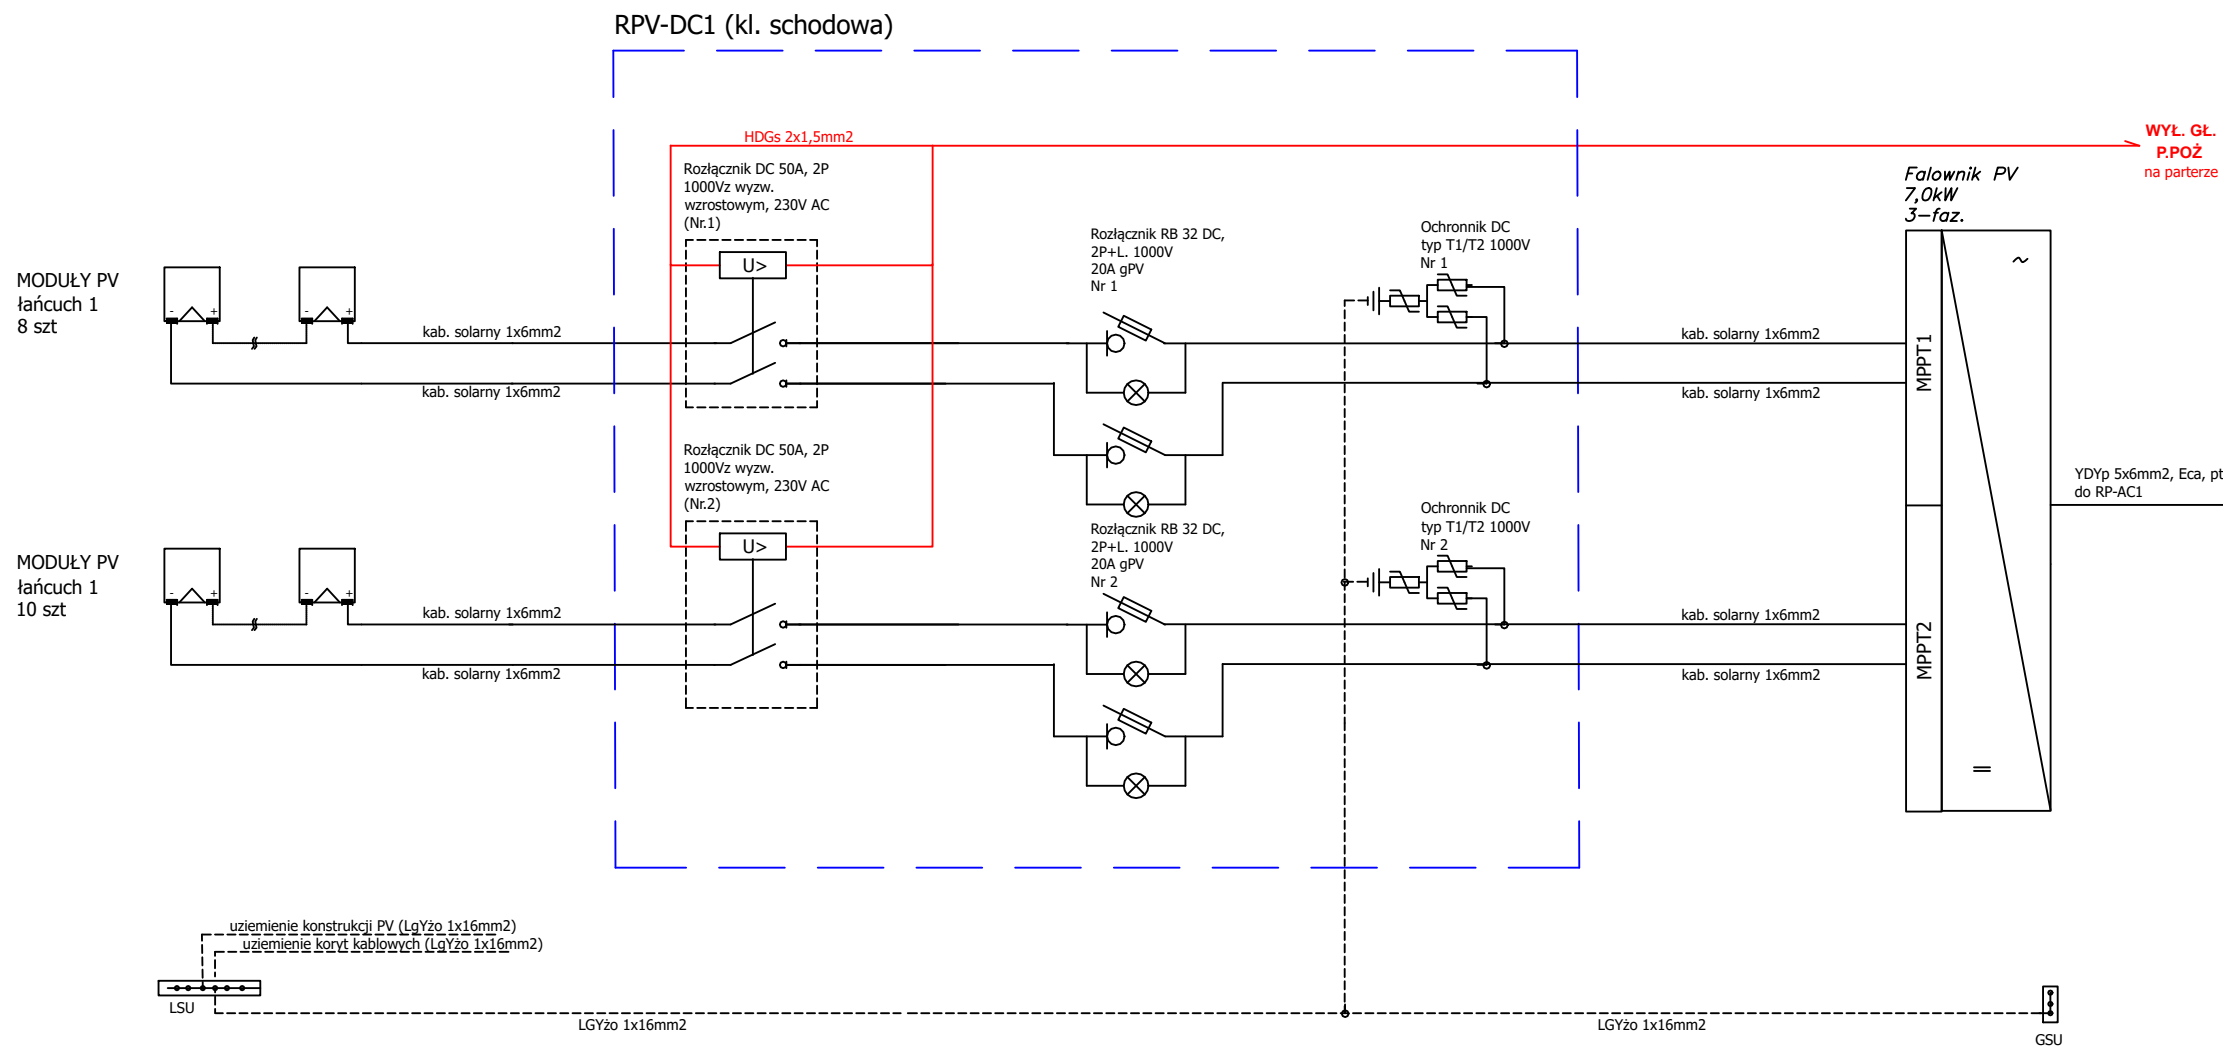 RPV-DC1 (kl. schodowa)
HDGs 2x1,5mm2
WYŁ. GŁ.
P.POŻ
na parterze
Rozłącznik DC 50A, 2P
1000Vz wyzw.
wzrostowym, 230V AC
(Nr.1)
U>
Falownik PV
7,0kW
3-faz.
~
=
Rozłącznik RB 32 DC,
2P+L. 1000V
20A gPV
Nr 1
Ochronnik DC
typ T1/T2 1000V
Nr 1
MODUŁY PV
łańcuch 1
8 szt
- +
- +
kab. solarny 1x6mm2
kab. solarny 1x6mm2
kab. solarny 1x6mm2
kab. solarny 1x6mm2
MPPT1
Rozłącznik DC 50A, 2P
1000Vz wyzw.
wzrostowym, 230V AC
(Nr.2)
U>
YDYp 5x6mm2, Eca, pt
do RP-AC1
Rozłącznik RB 32 DC,
2P+L. 1000V
20A gPV
Nr 2
Ochronnik DC
typ T1/T2 1000V
Nr 2
MODUŁY PV
łańcuch 1
10 szt
- +
- +
kab. solarny 1x6mm2
kab. solarny 1x6mm2
kab. solarny 1x6mm2
kab. solarny 1x6mm2
MPPT2
uziemienie konstrukcji PV (LgYżo 1x16mm2)
uziemienie koryt kablowych (LgYżo 1x16mm2)
LSU
LGYżo 1x16mm2
LGYżo 1x16mm2
GSU